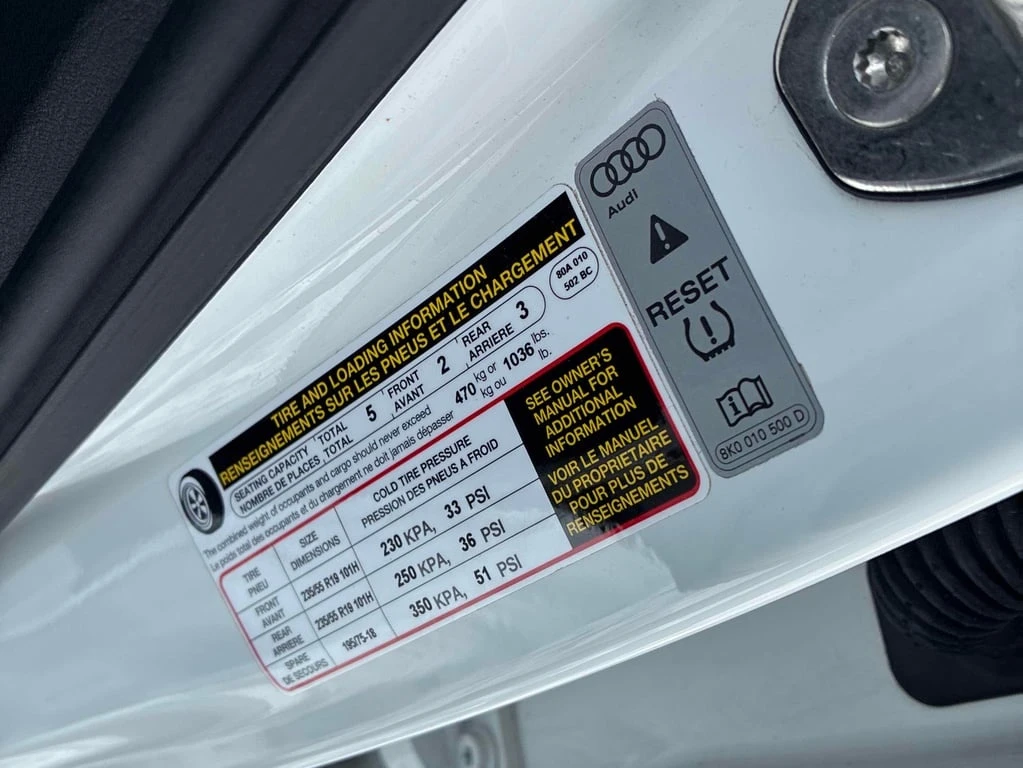 TIRE AND LOADING INFORMATION
RENSEIGNEMENTS SUR LES PNEUS ET LE CHARGEMENT
SEATING CAPACITY TOTAL 5 FRONT 2 REAR 3
NOMBRE DE PLACES TOTAL AVANT ARRIERE
80A 010
502 BC
The combined weight of occupants and cargo should never exceed 470 kg or 1036 lbs.
Le poids total des occupants et du chargement ne doit jamais dépasser kg ou lb.
TIRE
PNEU
SIZE
DIMENSIONS
COLD TIRE PRESSURE
PRESSION DES PNEUS A FROID
FRONT
AVANT
235/55 R19 101H
230 KPA, 33 PSI
REAR
ARRIERE
235/55 R19 101H
250 KPA, 36 PSI
SPARE
DE SECOURS
195/75-18
350 KPA, 51 PSI
SEE OWNER'S
MANUAL FOR
ADDITIONAL
INFORMATION
VOIR LE MANUEL
DU PROPRIETAIRE
POUR PLUS DE
RENSEIGNEMENTS
Audi
RESET
8K0 010 500 D